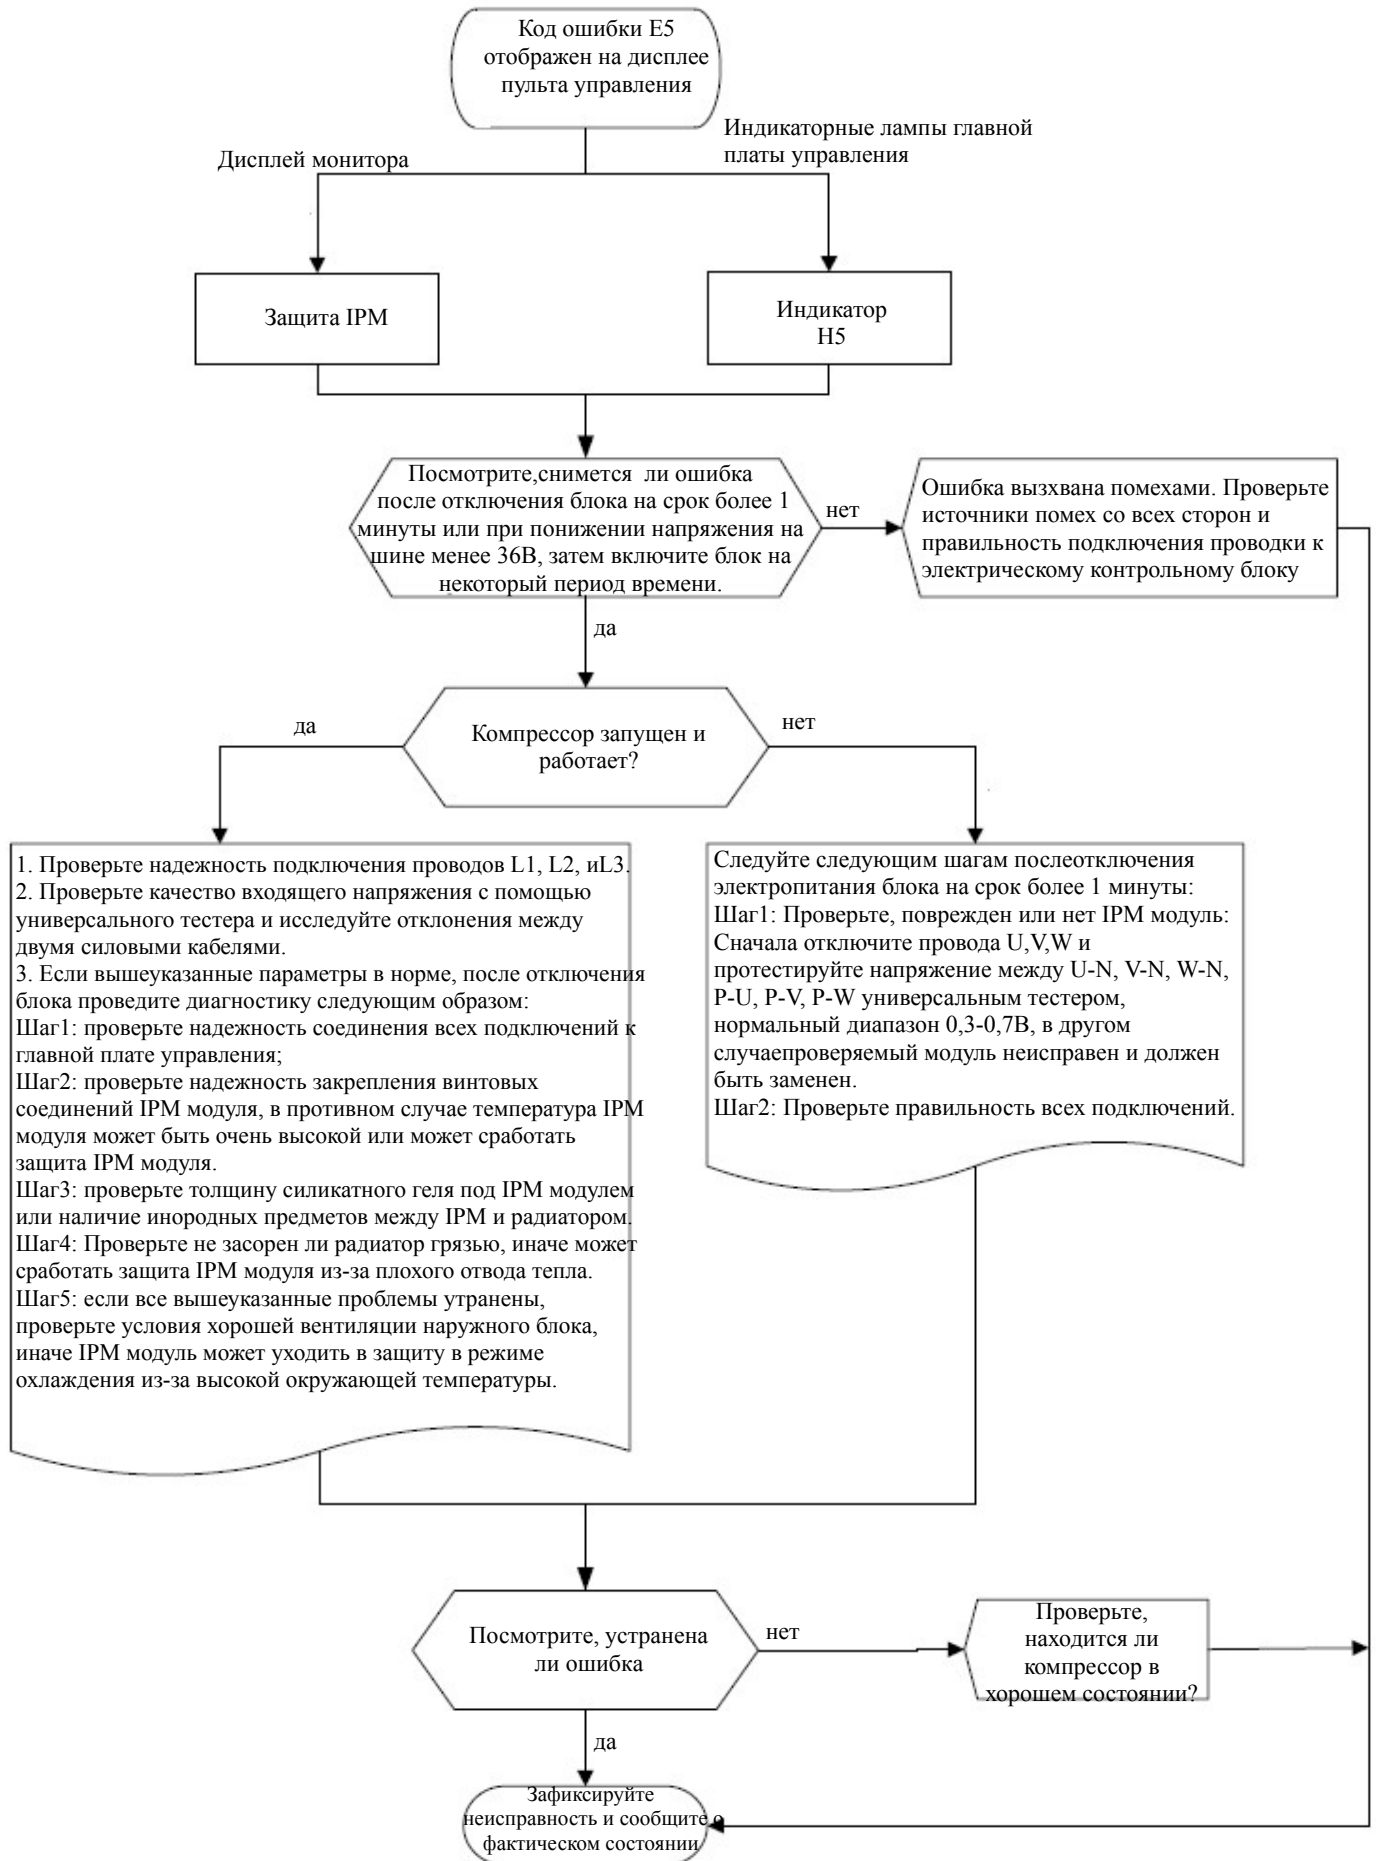 Код ошибки E5
отображен на дисплее
пульта управления
Дисплей монитора
Индикаторные лампы главной
платы управления
Защита IPM
Индикатор
H5
Посмотрите,снимется ли ошибка
после отключения блока на срок более 1
минуты или при понижении напряжения на
шине менее 36В, затем включите блок на
некоторый период времени.
нет
Ошибка вызхвана помехами. Проверьте
источники помех со всех сторон и
правильность подключения проводки к
электрическому контрольному блоку
да
Компрессор запущен и
работает?
да
нет
1. Проверьте надежность подключения проводов L1, L2, иL3.
2. Проверьте качество входящего напряжения с помощью
универсального тестера и исследуйте отклонения между
двумя силовыми кабелями.
3. Если вышеуказанные параметры в норме, после отключения
блока проведите диагностику следующим образом:
Шаг1: проверьте надежность соединения всех подключений к
главной плате управления;
Шаг2: проверьте надежность закрепления винтовых
соединений IPM модуля, в противном случае температура IPM
модуля может быть очень высокой или может сработать
защита IPM модуля.
Шаг3: проверьте толщину силикатного геля под IPM модулем
или наличие инородных предметов между IPM и радиатором.
Шаг4: Проверьте не засорен ли радиатор грязью, иначе может
сработать защита IPM модуля из-за плохого отвода тепла.
Шаг5: если все вышеуказанные проблемы утранены,
проверьте условия хорошей вентиляции наружного блока,
иначе IPM модуль может уходить в защиту в режиме
охлаждения из-за высокой окружающей температуры.
Следуйте следующим шагам послеотключения
электропитания блока на срок более 1 минуты:
Шаг1: Проверьте, поврежден или нет IPM модуль:
Сначала отключите провода U,V,W и
протестируйте напряжение между U-N, V-N, W-N,
P-U, P-V, P-W универсальным тестером,
нормальный диапазон 0,3-0,7В, в другом
случаепроверяемый модуль неисправен и должен
быть заменен.
Шаг2: Проверьте правильность всех подключений.
Посмотрите, устранена
ли ошибка
нет
Проверьте,
находится ли
компрессор в
хорошем состоянии?
да
Зафиксируйте
неисправность и сообщите о
фактическом состоянии